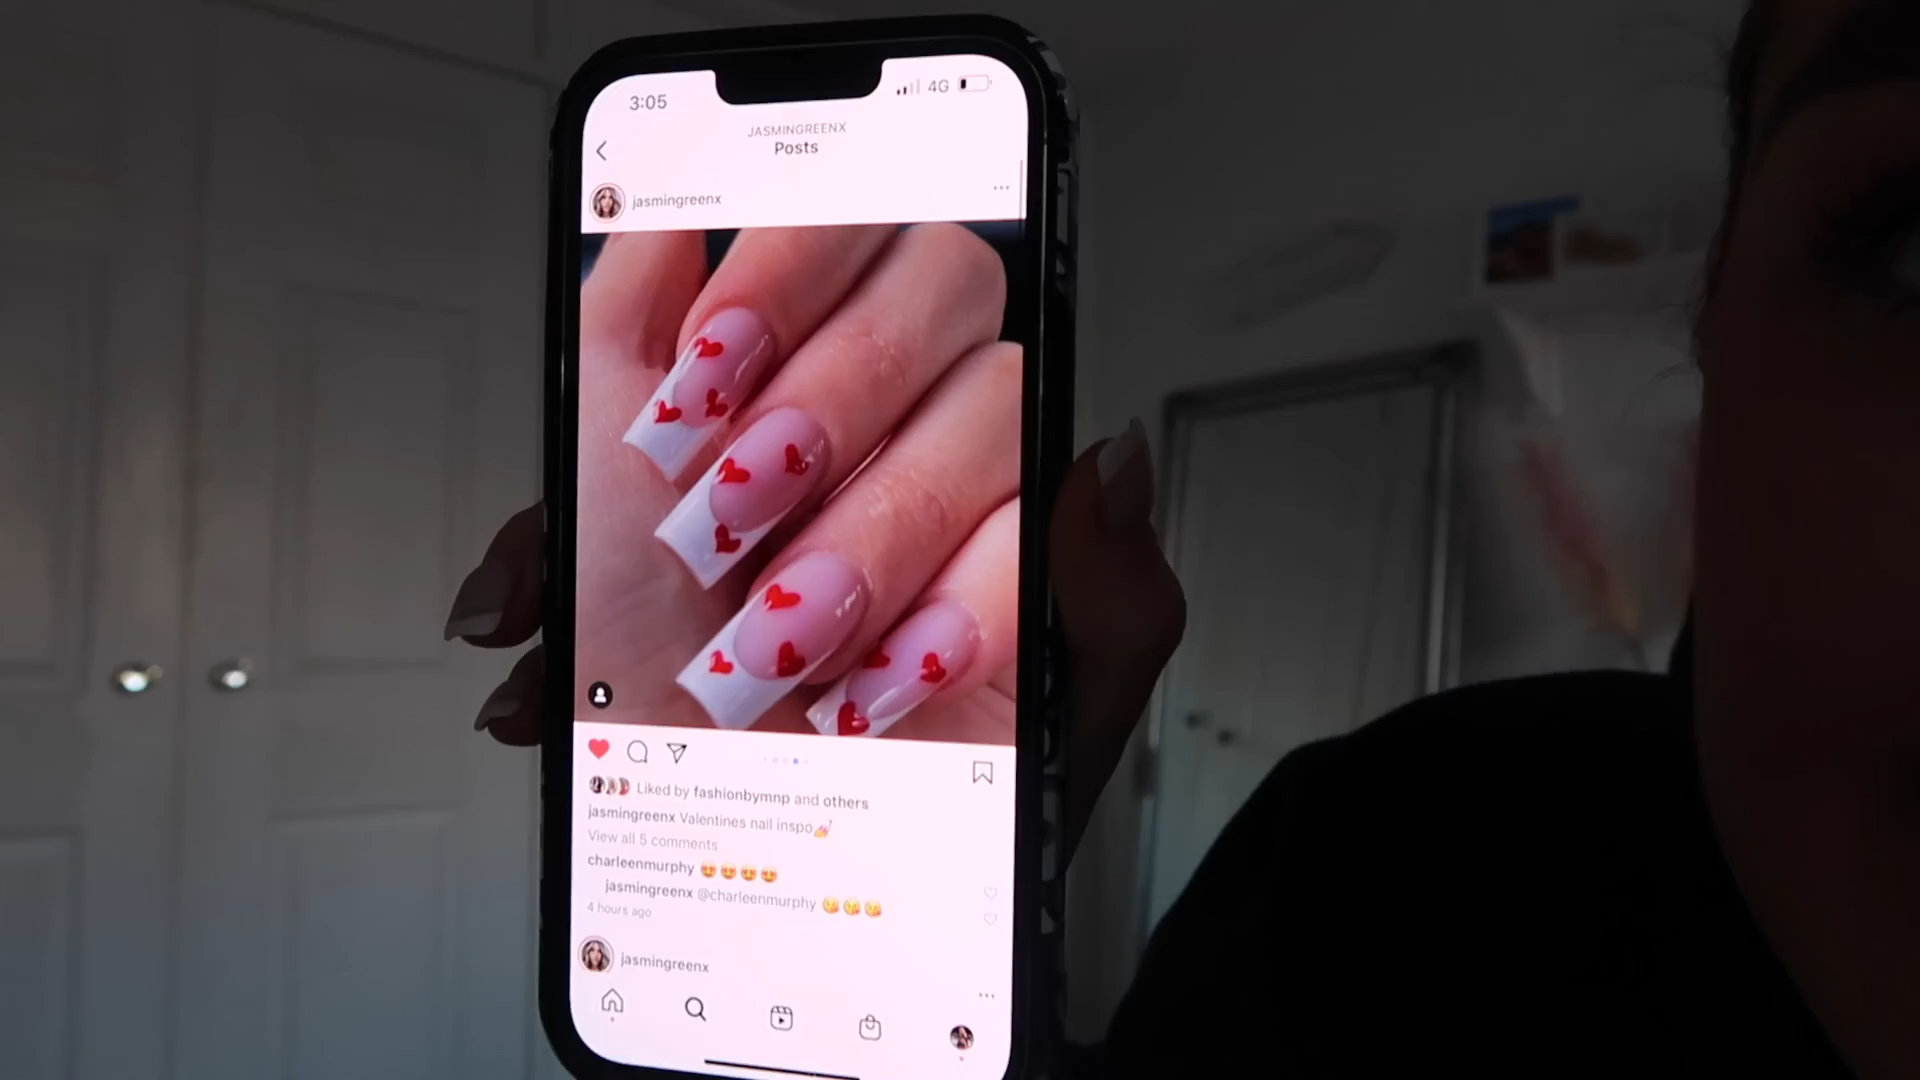 3:05
4G
JASMINGREENX
Posts
jasmingreenx
Liked by fashionbymnp and others
jasmingreenx Valentines nail inspo💅
View all 5 comments
charleenmurphy 😍😍😍😍
jasmingreenx @charleenmurphy 😘😘😘
4 hours ago
jasmingreenx